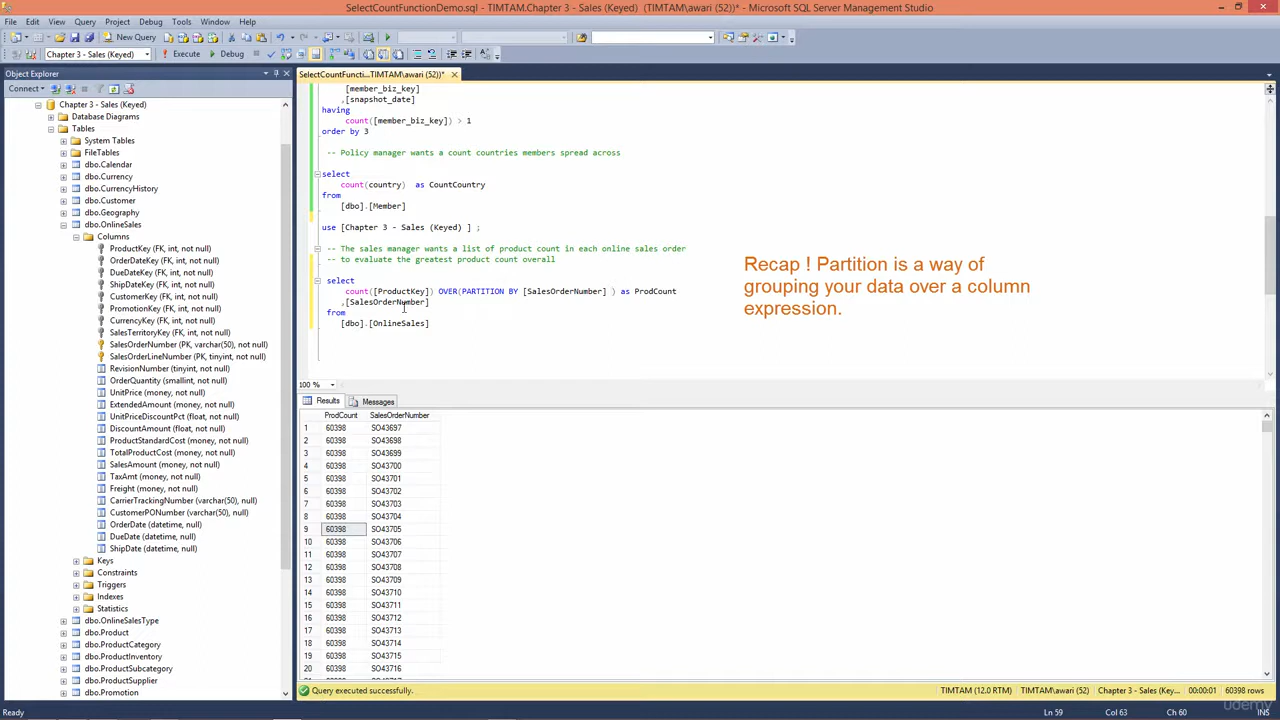 SelectCountFunctionDemo.sql - TIMTAM.Chapter 3 - Sales (Keyed) (TIMTAM\awari (52))* - Microsoft SQL Server Management Studio
File Edit View Query Project Debug Tools Window Help
New Query
Chapter 3 - Sales (Keyed) Execute Debug
Object Explorer
Connect
Chapter 3 - Sales (Keyed)
Database Diagrams
Tables
System Tables
FileTables
dbo.Calendar
dbo.Currency
dbo.CurrencyHistory
dbo.Customer
dbo.Geography
dbo.OnlineSales
Columns
ProductKey (FK, int, not null)
OrderDateKey (FK, int, not null)
DueDateKey (FK, int, not null)
ShipDateKey (FK, int, not null)
CustomerKey (FK, int, not null)
PromotionKey (FK, int, not null)
CurrencyKey (FK, int, not null)
SalesTerritoryKey (FK, int, not null)
SalesOrderNumber (PK, varchar(50), not null)
SalesOrderLineNumber (PK, tinyint, not null)
RevisionNumber (tinyint, not null)
OrderQuantity (smallint, not null)
UnitPrice (money, not null)
ExtendedAmount (money, not null)
UnitPriceDiscountPct (float, not null)
DiscountAmount (float, not null)
ProductStandardCost (money, not null)
TotalProductCost (money, not null)
SalesAmount (money, not null)
TaxAmt (money, not null)
Freight (money, not null)
CarrierTrackingNumber (varchar(50), not null)
CustomerPONumber (varchar(50), not null)
OrderDate (datetime, not null)
DueDate (datetime, not null)
ShipDate (datetime, not null)
Keys
Constraints
Triggers
Indexes
Statistics
dbo.OnlineSalesType
dbo.Product
dbo.ProductCategory
dbo.ProductInventory
dbo.ProductSubcategory
dbo.ProductSupplier
dbo.Promotion
SelectCountFuncti...TIMTAM\awari (52))*
[member_biz_key]
,[snapshot_date]
having
count([member_biz_key]) > 1
order by 3
-- Policy manager wants a count countries members spread across
select
count(country) as CountCountry
from
[dbo].[Member]
use [Chapter 3 - Sales (Keyed) ] ;
-- The sales manager wants a list of product count in each online sales order
-- to evaluate the greatest product count overall
select
count([ProductKey]) OVER(PARTITION BY [SalesOrderNumber] ) as ProdCount
,[SalesOrderNumber]
from
[dbo].[OnlineSales]
Recap ! Partition is a way of
grouping your data over a column
expression.
100 %
Results Messages
ProdCount SalesOrderNumber
1 60398 SO43697
2 60398 SO43698
3 60398 SO43699
4 60398 SO43700
5 60398 SO43701
6 60398 SO43702
7 60398 SO43703
8 60398 SO43704
9 60398 SO43705
10 60398 SO43706
11 60398 SO43707
12 60398 SO43708
13 60398 SO43709
14 60398 SO43710
15 60398 SO43711
16 60398 SO43712
17 60398 SO43713
18 60398 SO43714
19 60398 SO43715
20 60398 SO43716
Query executed successfully. TIMTAM (12.0 RTM) TIMTAM\awari (52) Chapter 3 - Sales (Key... 00:00:01 60398 rows
udemy
Ready Ln 59 Col 63 Ch 60 INS